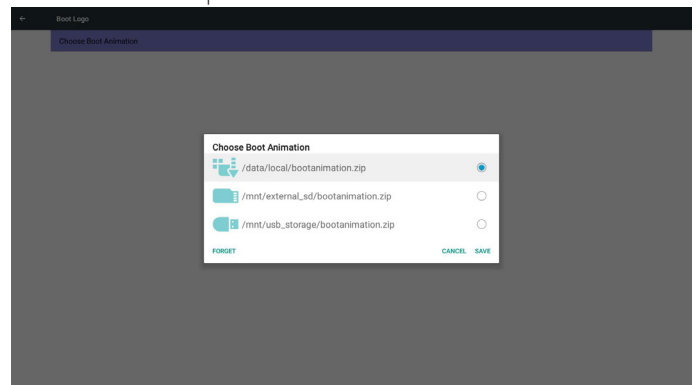 Boot Logo
Choose Boot Animation
Choose Boot Animation
/data/local/bootanimation.zip
/mnt/external_sd/bootanimation.zip
/mnt/usb_storage/bootanimation.zip
FORGET CANCEL SAVE